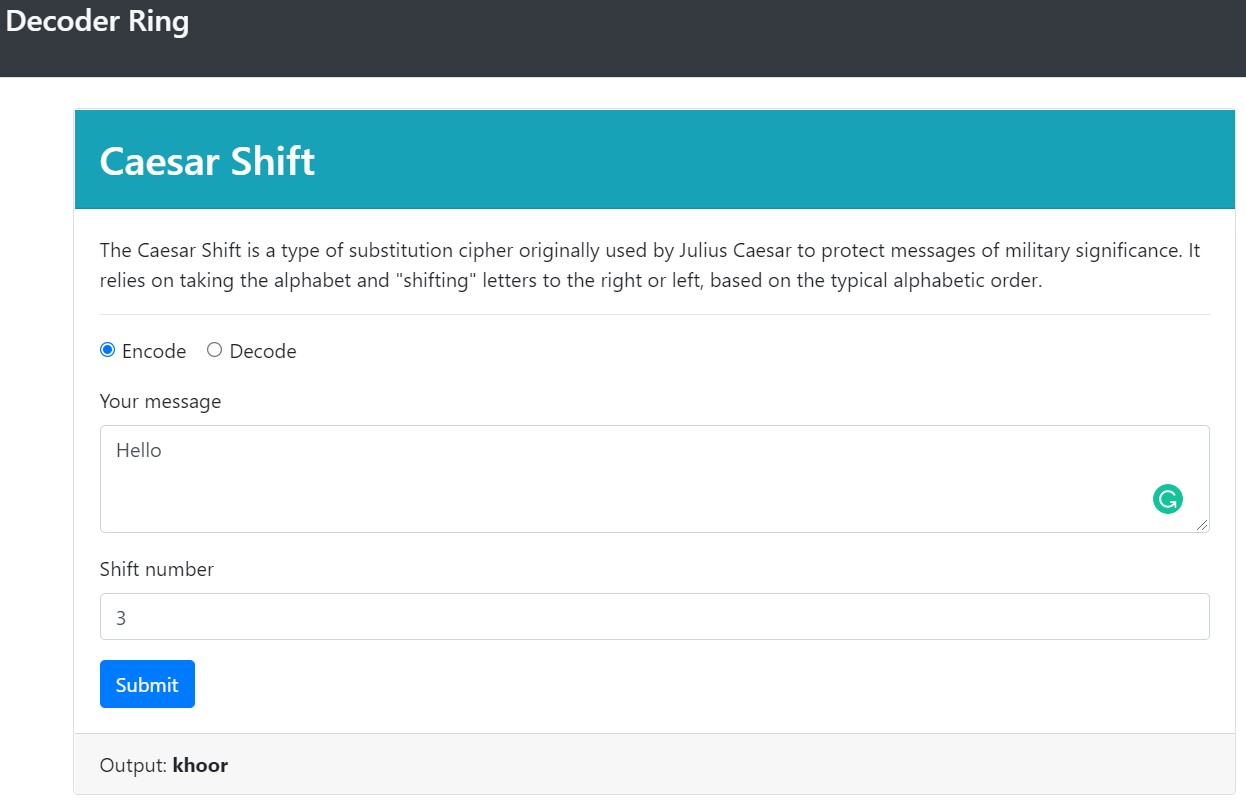 Decoder Ring
Caesar Shift
The Caesar Shift is a type of substitution cipher originally used by Julius Caesar to protect messages of military significance. It
relies on taking the alphabet and "shifting" letters to the right or left, based on the typical alphabetic order.
Encode Decode
Your message
Hello
Shift number
3
Submit
Output: khoor